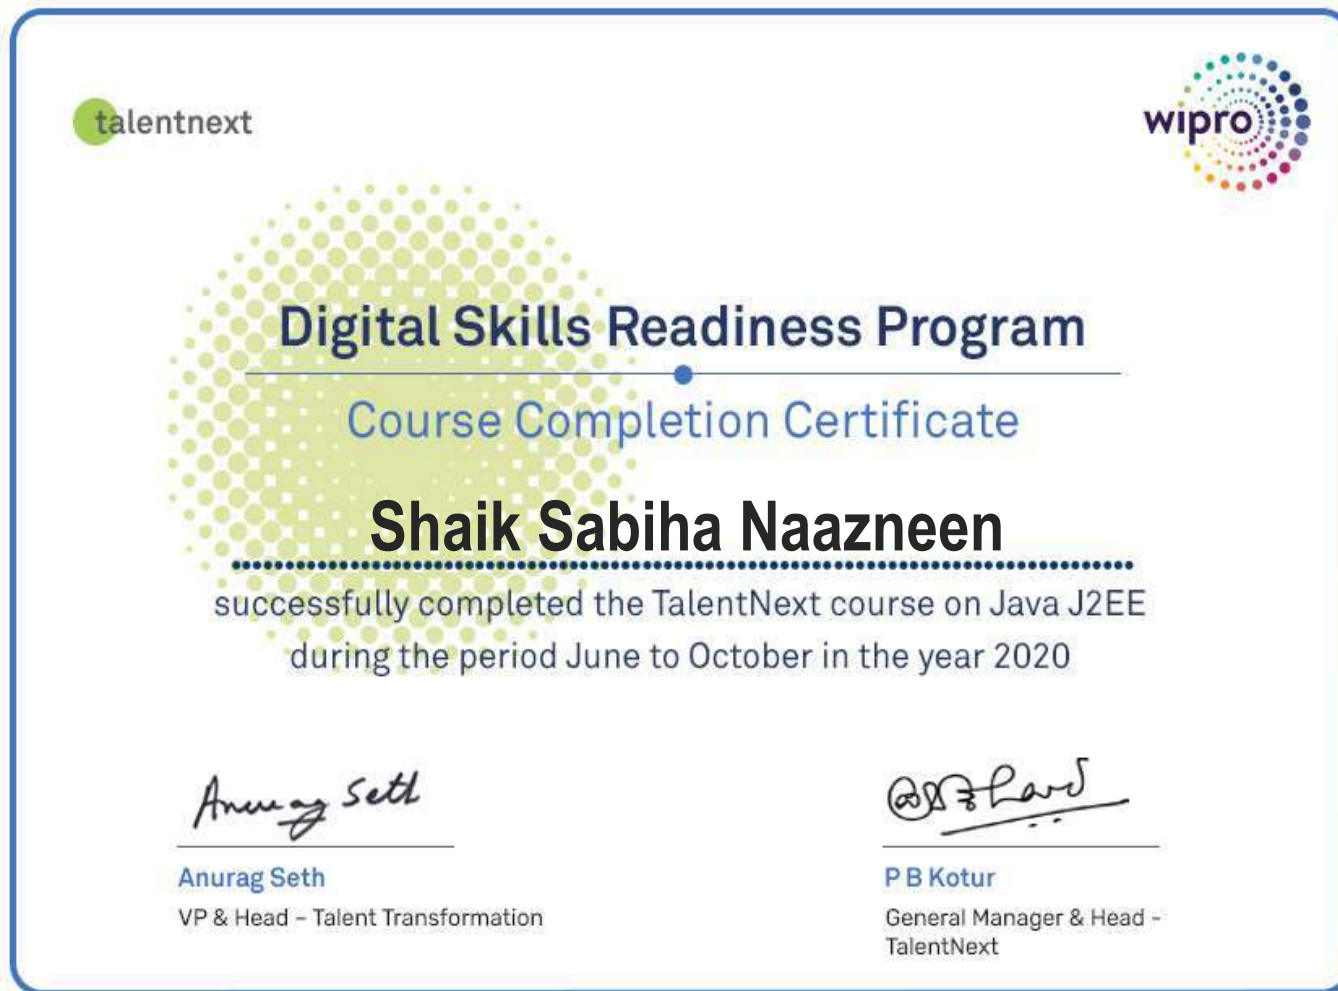 talentnext
wipro
Digital Skills Readiness Program
Course Completion Certificate
Shaik Sabiha Naazneen
successfully completed the TalentNext course on Java J2EE
during the period June to October in the year 2020
Anurag Seth
Anurag Seth
VP & Head – Talent Transformation
P B Kotur
General Manager & Head -
TalentNext